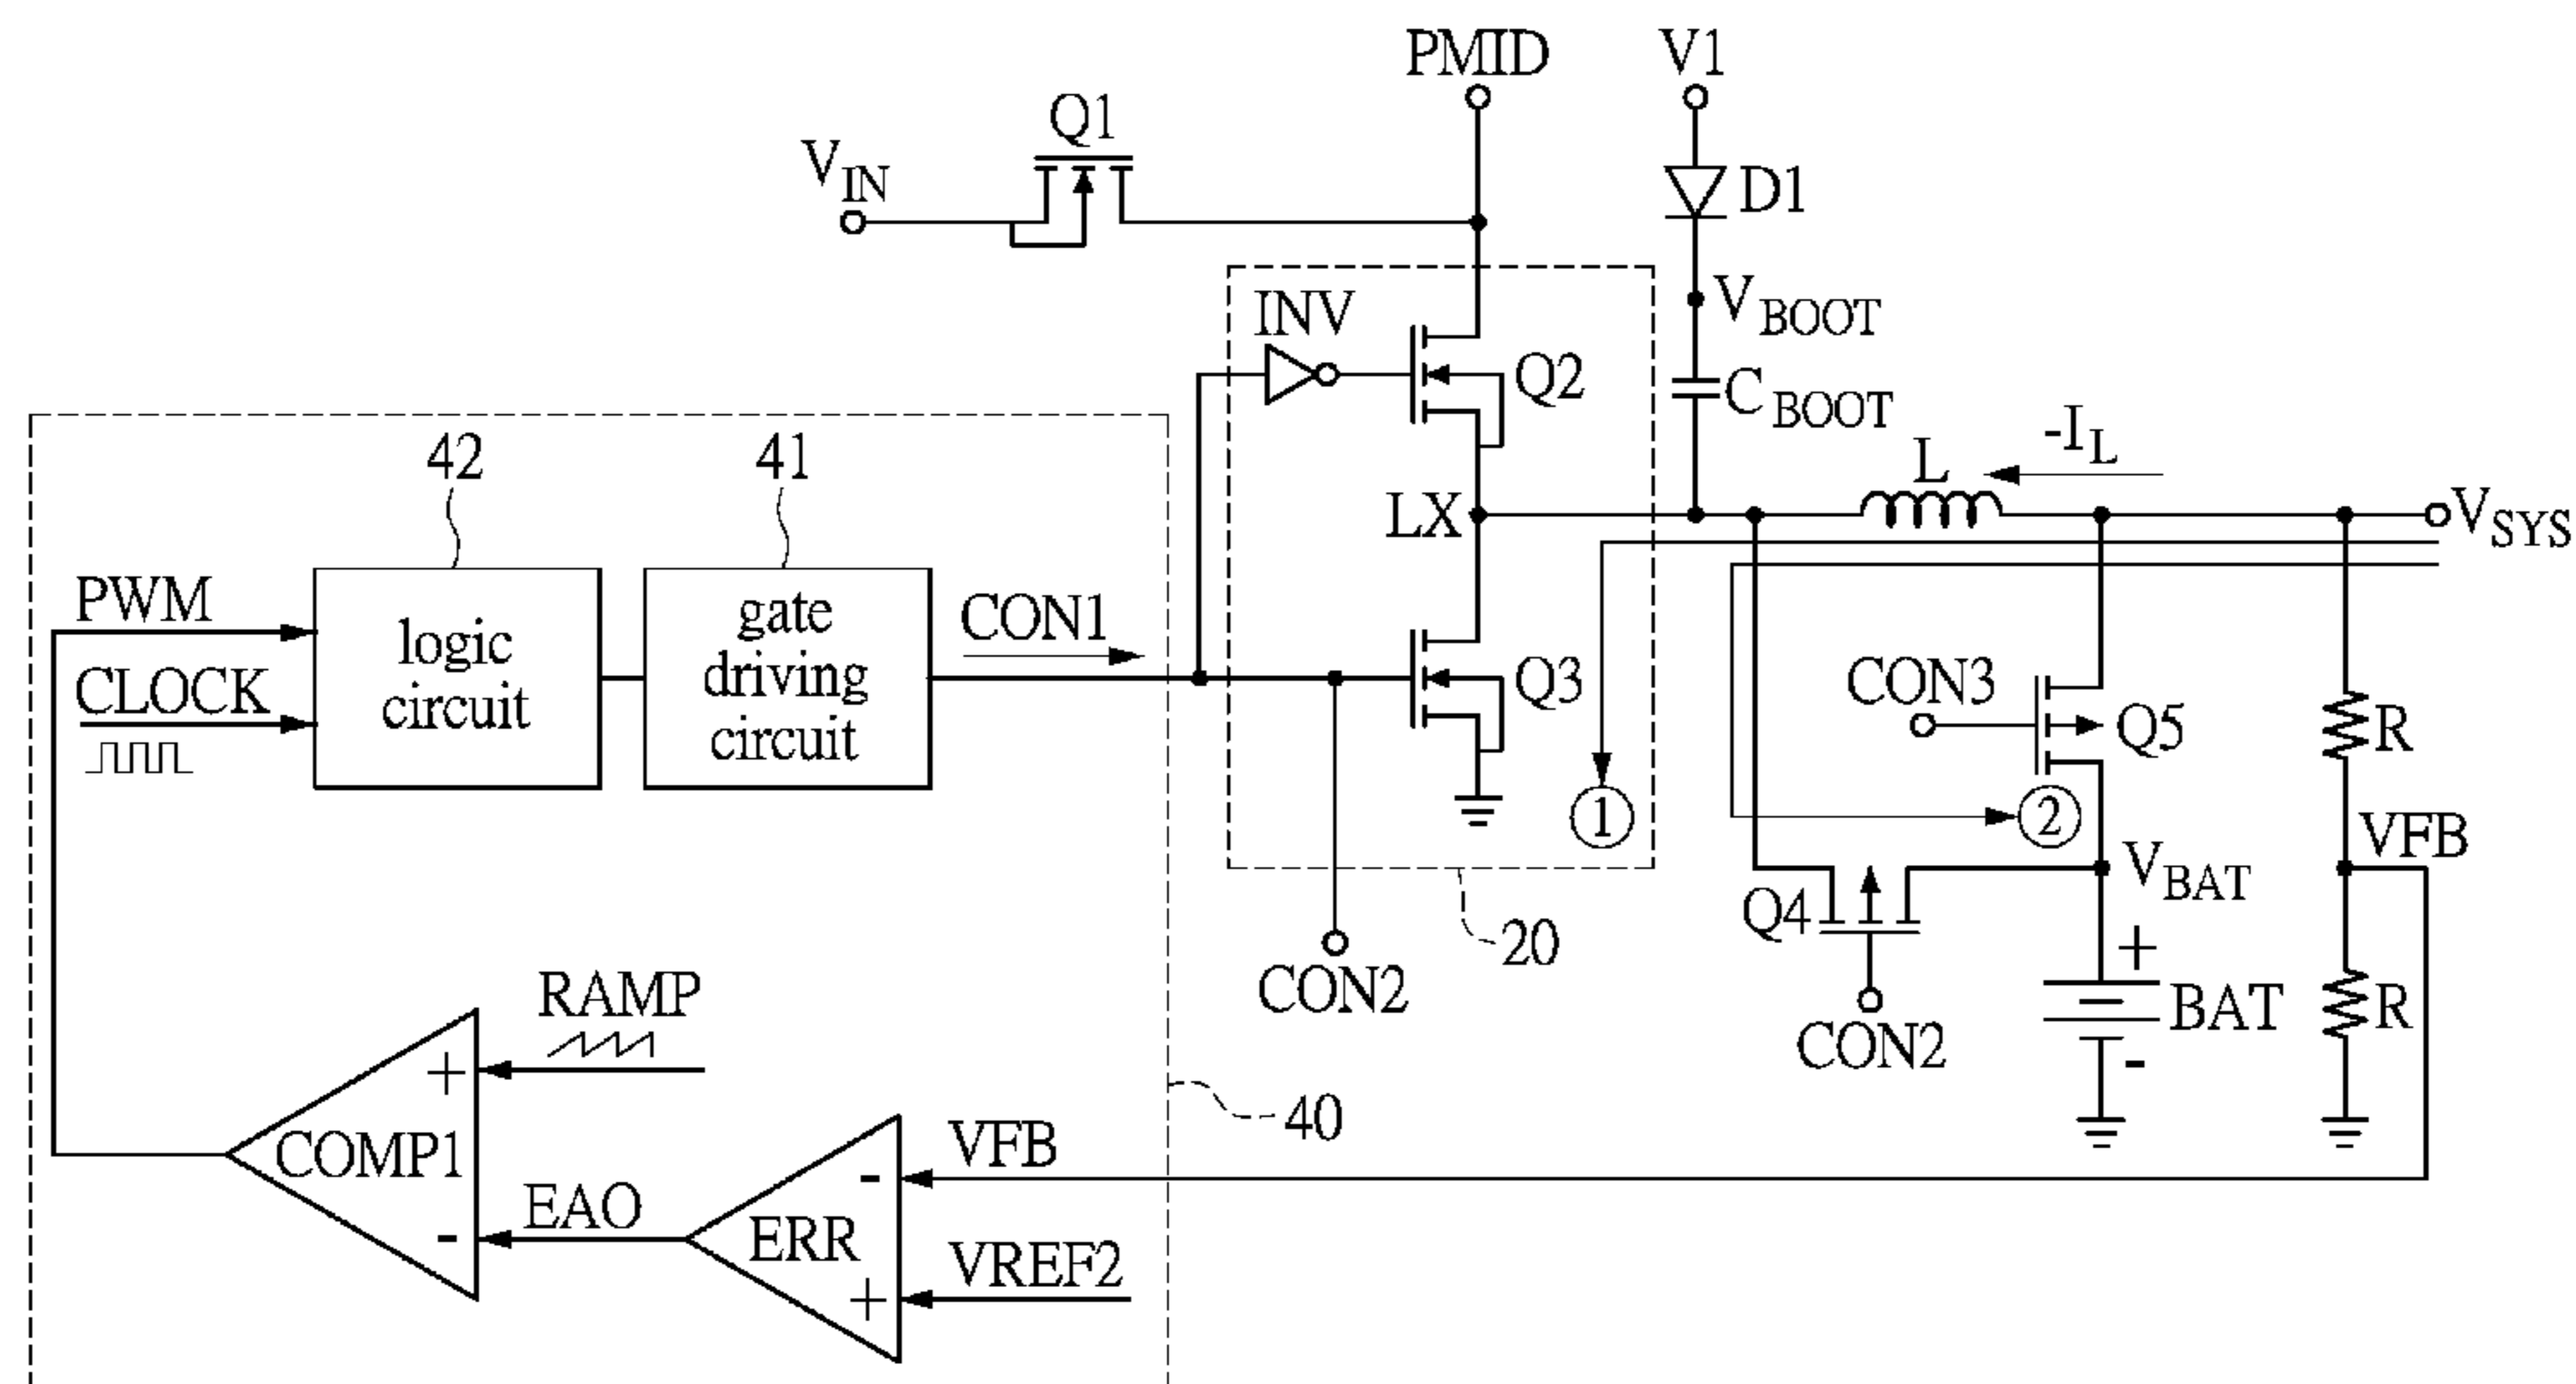 PMID
V1
Q1
VIN
D1
INV
VBOOT
Q2
CBOOT
-IL
L
42
41
LX
VSYS
PWM
CLOCK
logic
circuit
gate
driving
circuit
CON1
Q3
CON3
Q5
R
1
2
VFB
VBAT
Q4
20
CON2
RAMP
+
BAT
-
R
CON2
+
COMP1
-
40
VFB
-
EAO
ERR
VREF2
+